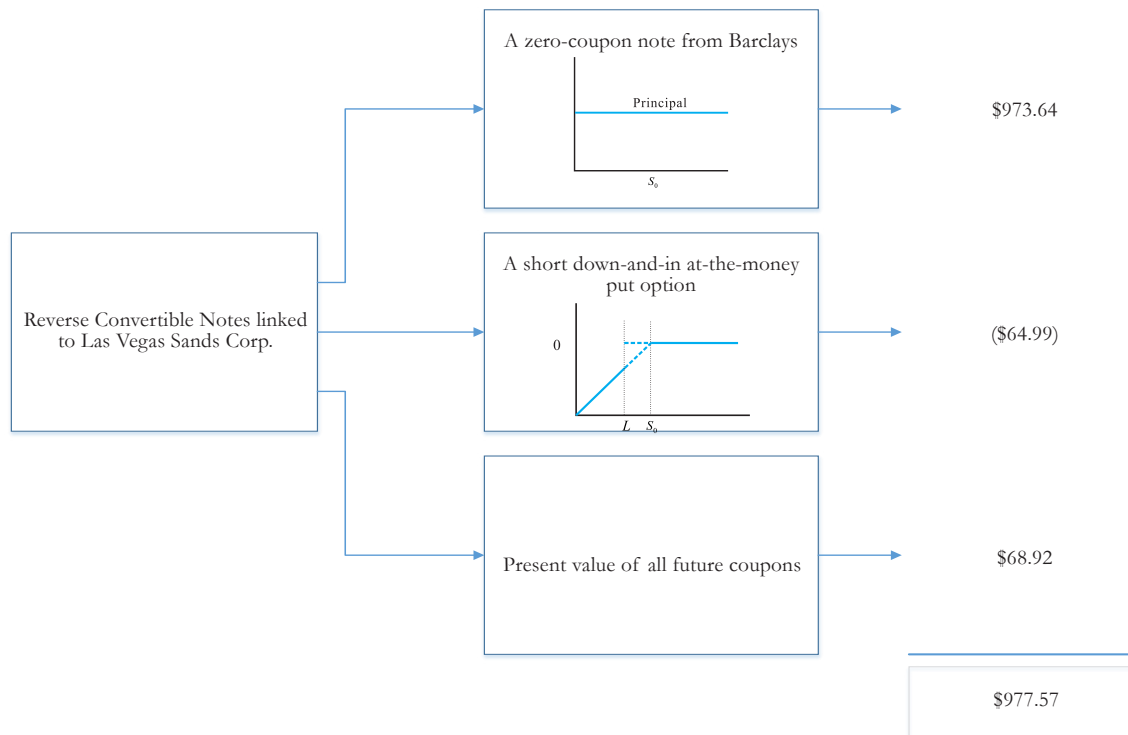 A zero-coupon note from Barclays
Principal
S₀
$973.64
Reverse Convertible Notes linked
to Las Vegas Sands Corp.
A short down-and-in at-the-money
put option
0
L S₀
($64.99)
Present value of all future coupons
$68.92
$977.57